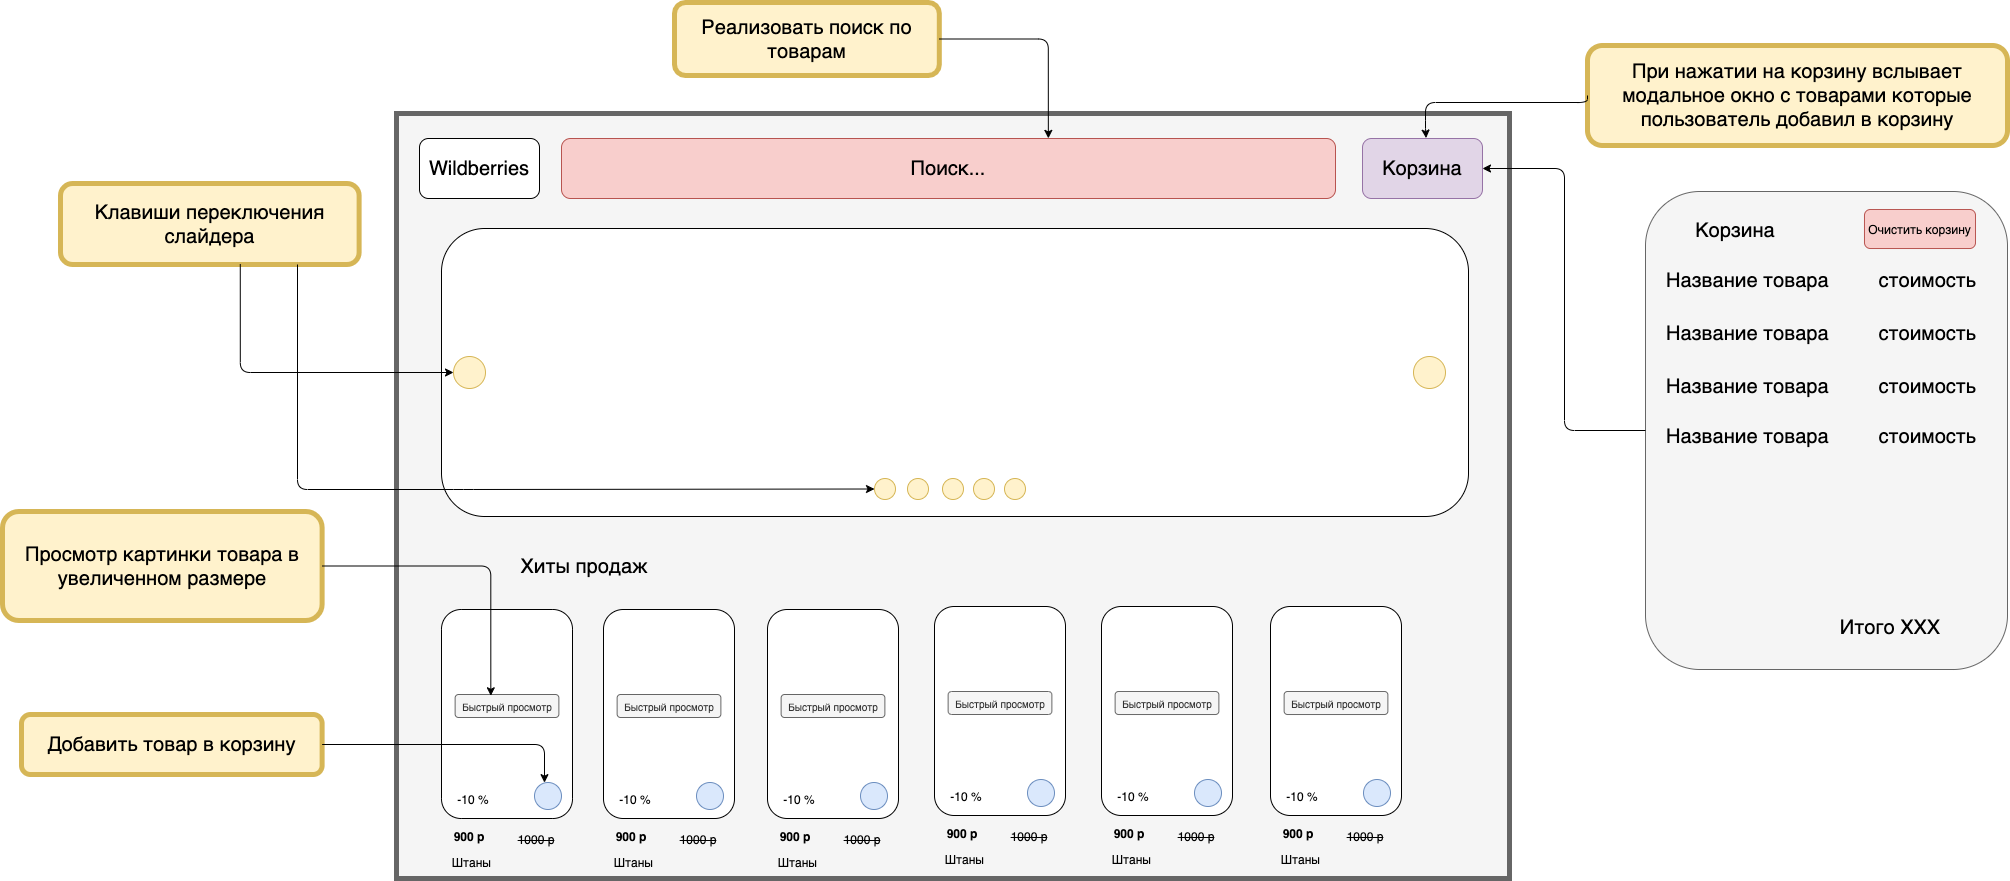 Реализовать поиск по
товарам
При нажатии на корзину вслывает
модальное окно с товарами которые
пользователь добавил в корзину
Wildberries
Поиск...
Корзина
Клавиши переключения
слайдера
Корзина
Очистить корзину
Название товара стоимость
Название товара стоимость
Название товара стоимость
Название товара стоимость
Итого XXX
Просмотр картинки товара в
увеличенном размере
Хиты продаж
Быстрый просмотр
Быстрый просмотр
Быстрый просмотр
Быстрый просмотр
Быстрый просмотр
Быстрый просмотр
Добавить товар в корзину
-10 %
-10 %
-10 %
-10 %
-10 %
-10 %
900 р 1000 р
900 р 1000 р
900 р 1000 р
900 р 1000 р
900 р 1000 р
900 р 1000 р
Штаны
Штаны
Штаны
Штаны
Штаны
Штаны